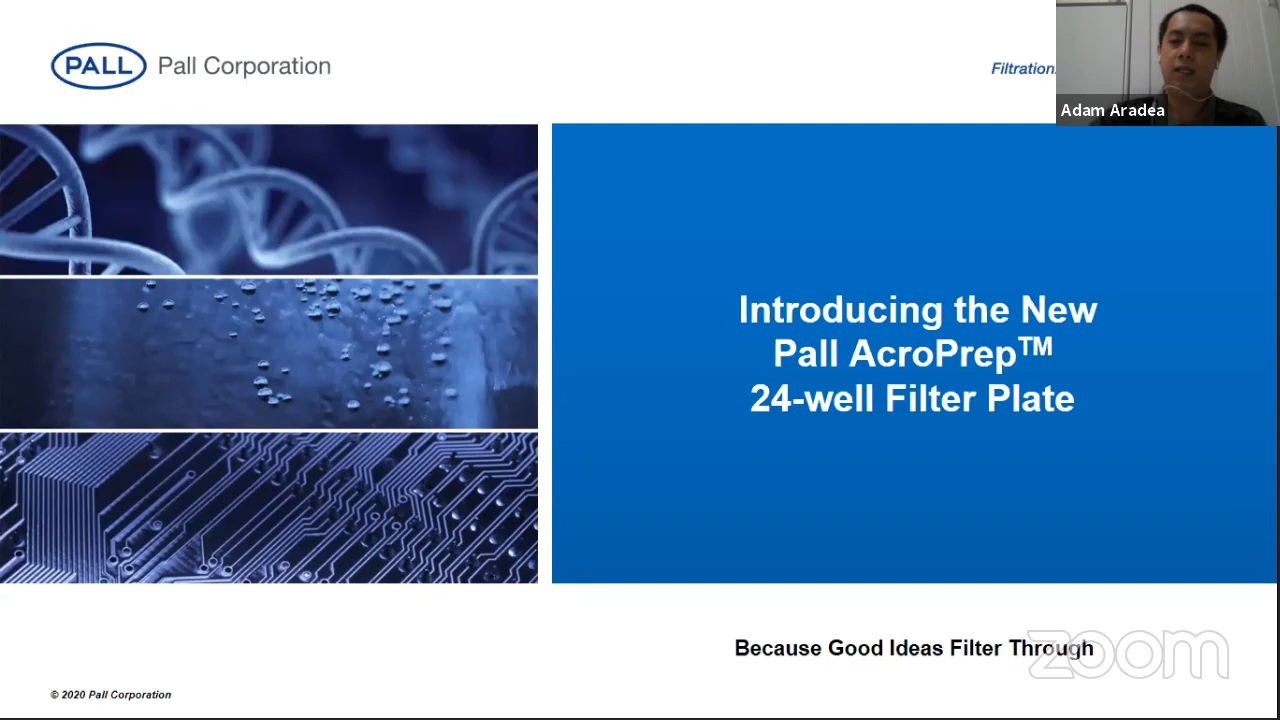 PALL Pall Corporation
Filtration.
Adam Aradea
Introducing the New
Pall AcroPrep™
24-well Filter Plate
Because Good Ideas Filter Through
zoom
© 2020 Pall Corporation